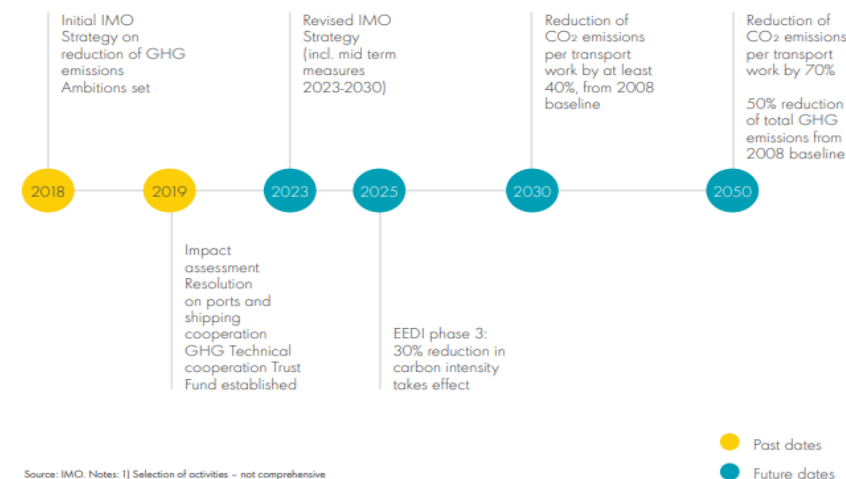 Initial IMO
Strategy on
reduction of GHG
emissions
Ambitions set
Revised IMO
Strategy
(incl. mid term
measures
2023-2030)
Reduction of
CO₂ emissions
per transport
work by at least
40%, from 2008
baseline
Reduction of
CO₂ emissions
per transport
work by 70%
50% reduction
of total GHG
emissions from
2008 baseline
2018
2019
2023
2025
2030
2050
Impact
assessment
Resolution
on ports and
shipping
cooperation
GHG Technical
cooperation Trust
Fund established
EEDI phase 3:
30% reduction in
carbon intensity
takes effect
Past dates
Future dates
Source: IMO. Notes: 1) Selection of activities – not comprehensive